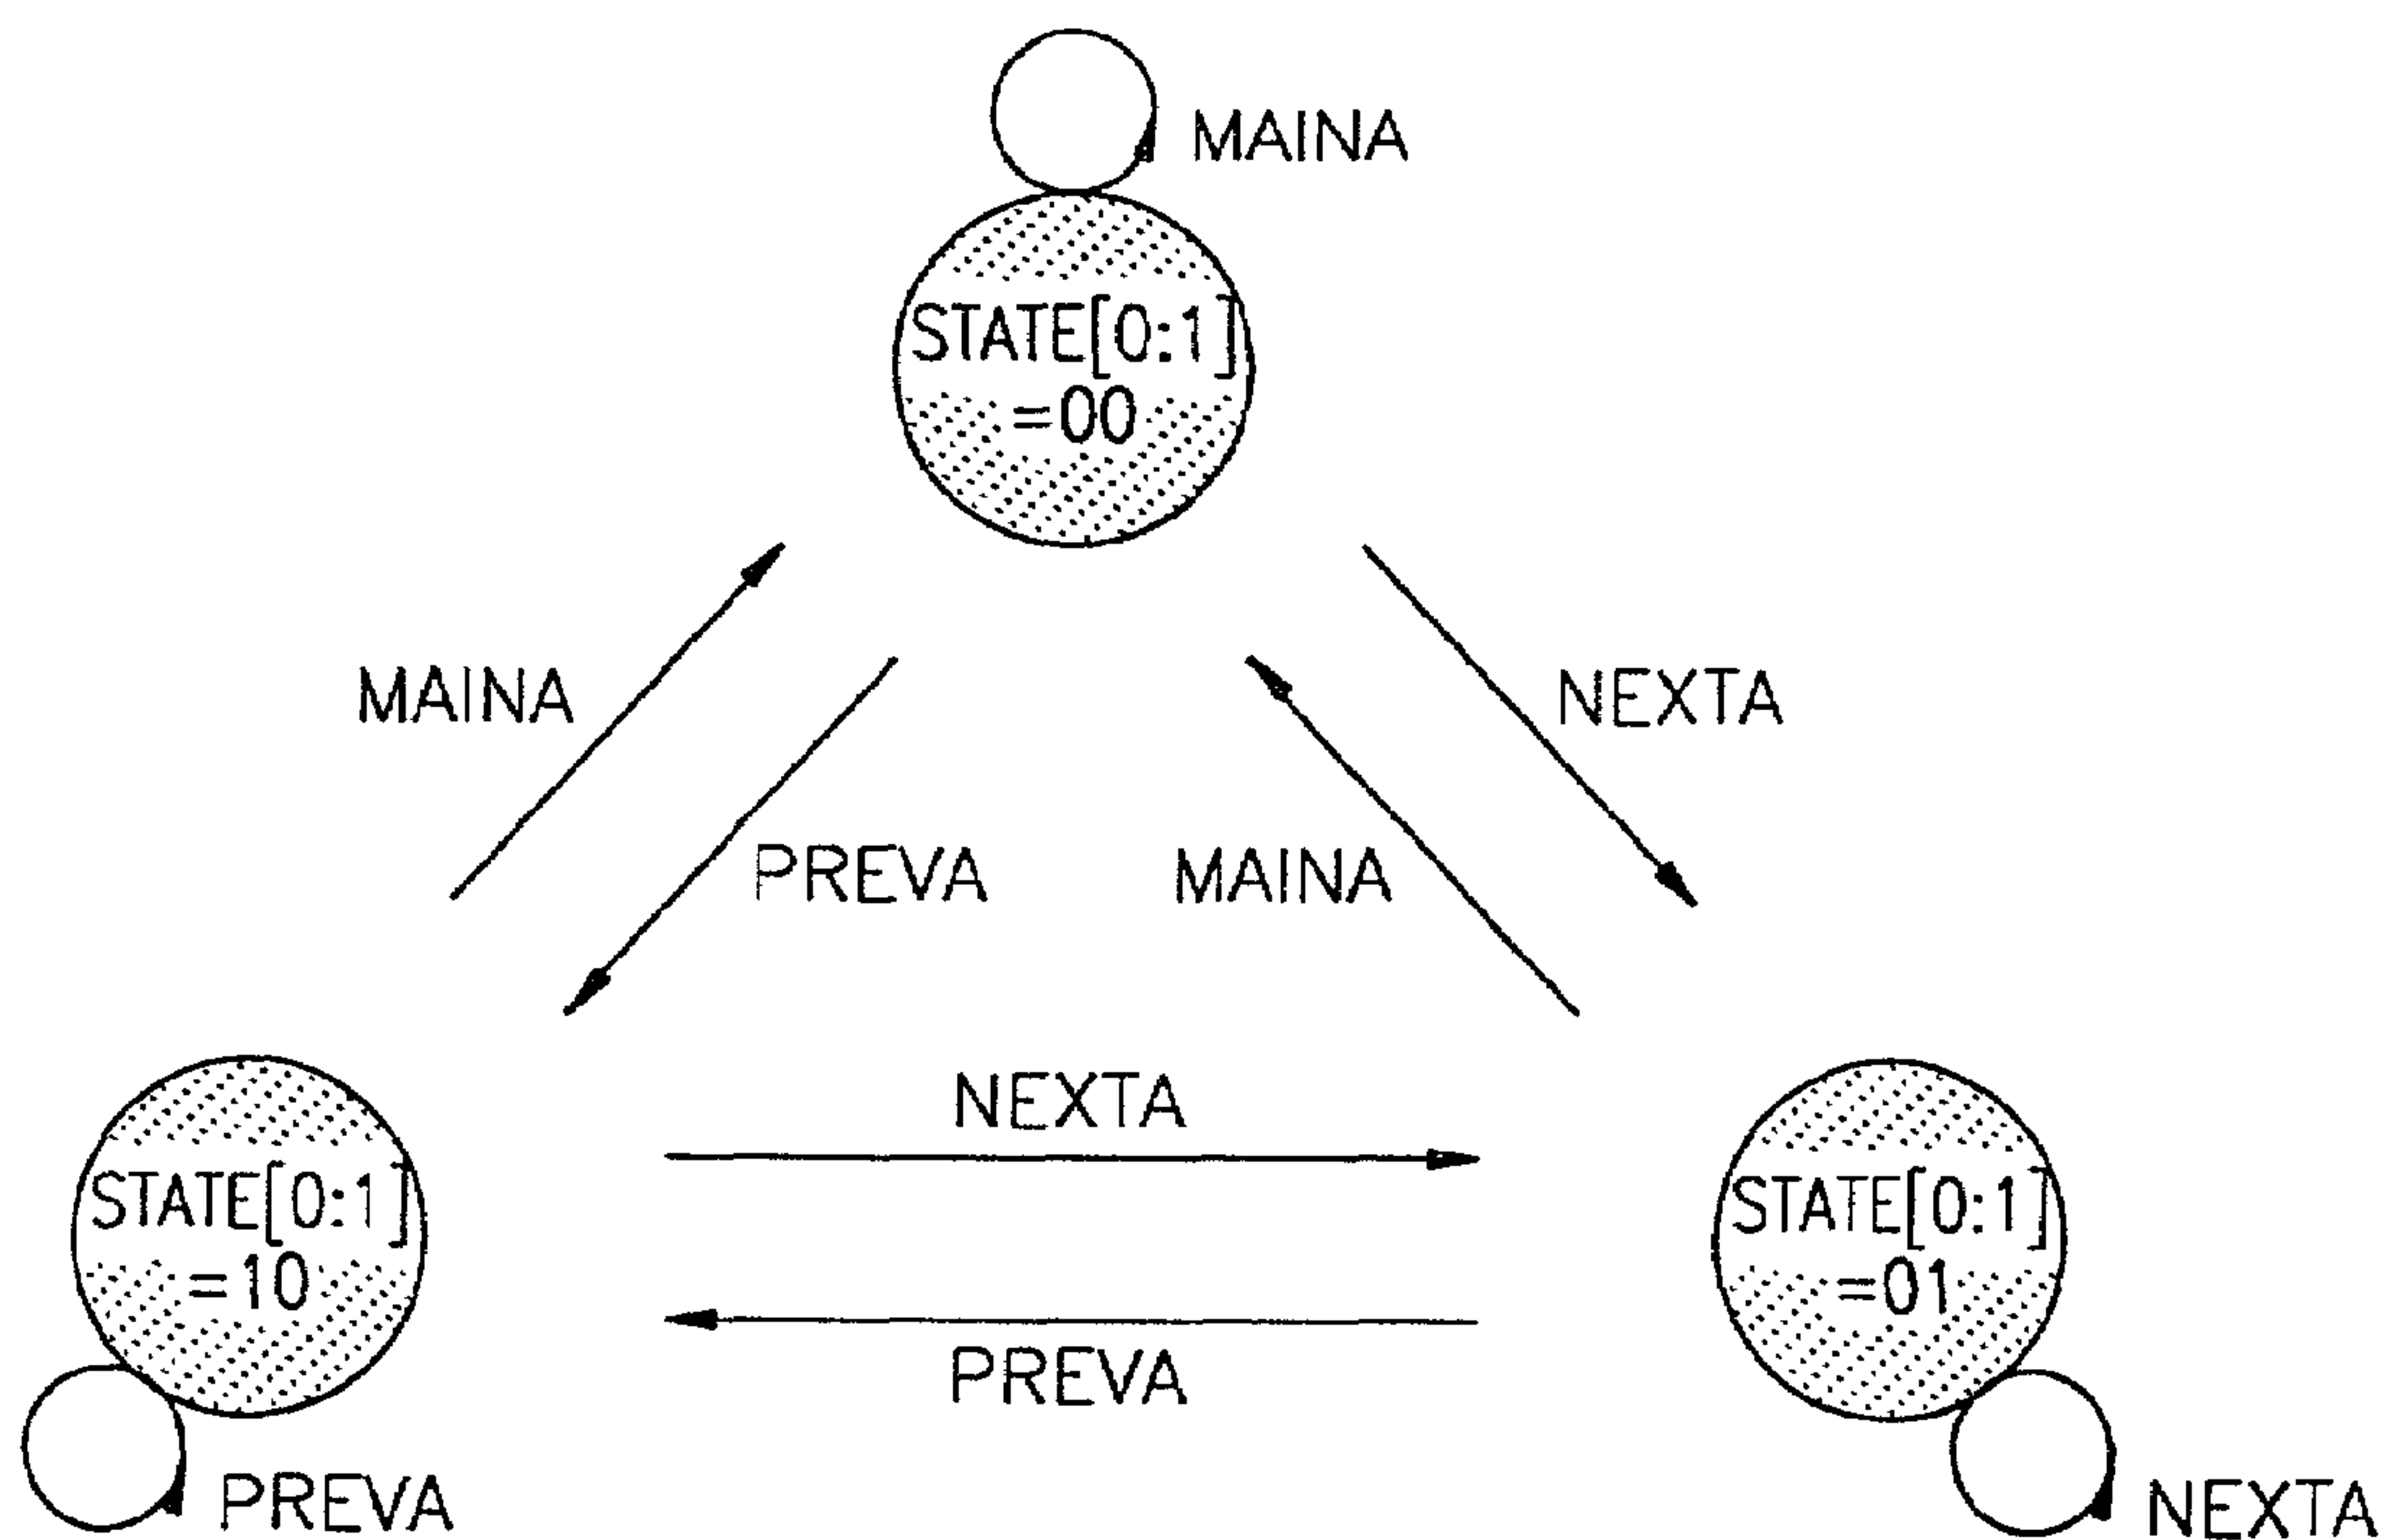 MAINA
STATE[0:1]
=00
MAINA
NEXTA
PREVA
MAINA
NEXTA
STATE[0:1]
=10
STATE[0:1]
=01
PREVA
PREVA
NEXTA